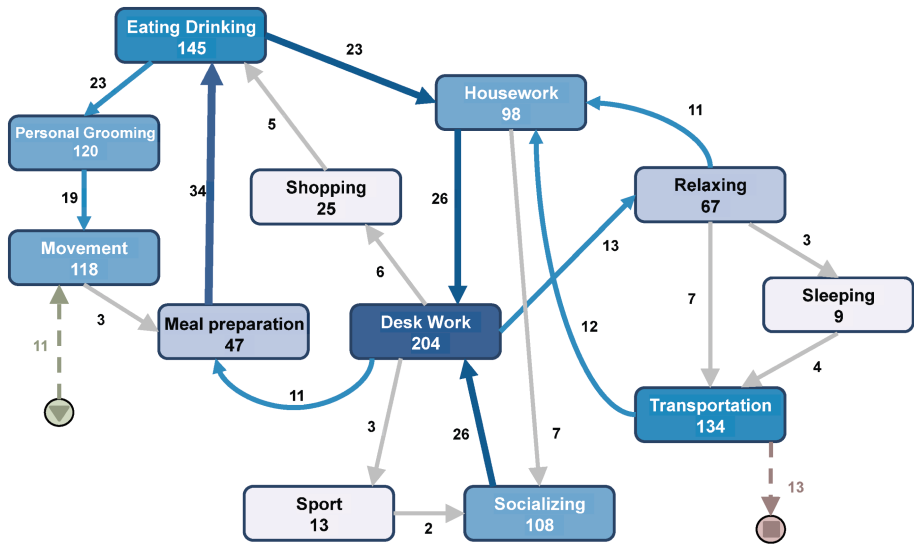 Eating Drinking
145
23
23
Housework
98
11
Personal Grooming
120
5
Shopping
25
Relaxing
67
34
19
26
13
3
Movement
118
6
7
Sleeping
9
3
Meal preparation
47
Desk Work
204
12
11
4
11
Transportation
134
3
26
7
13
Sport
13
2
Socializing
108